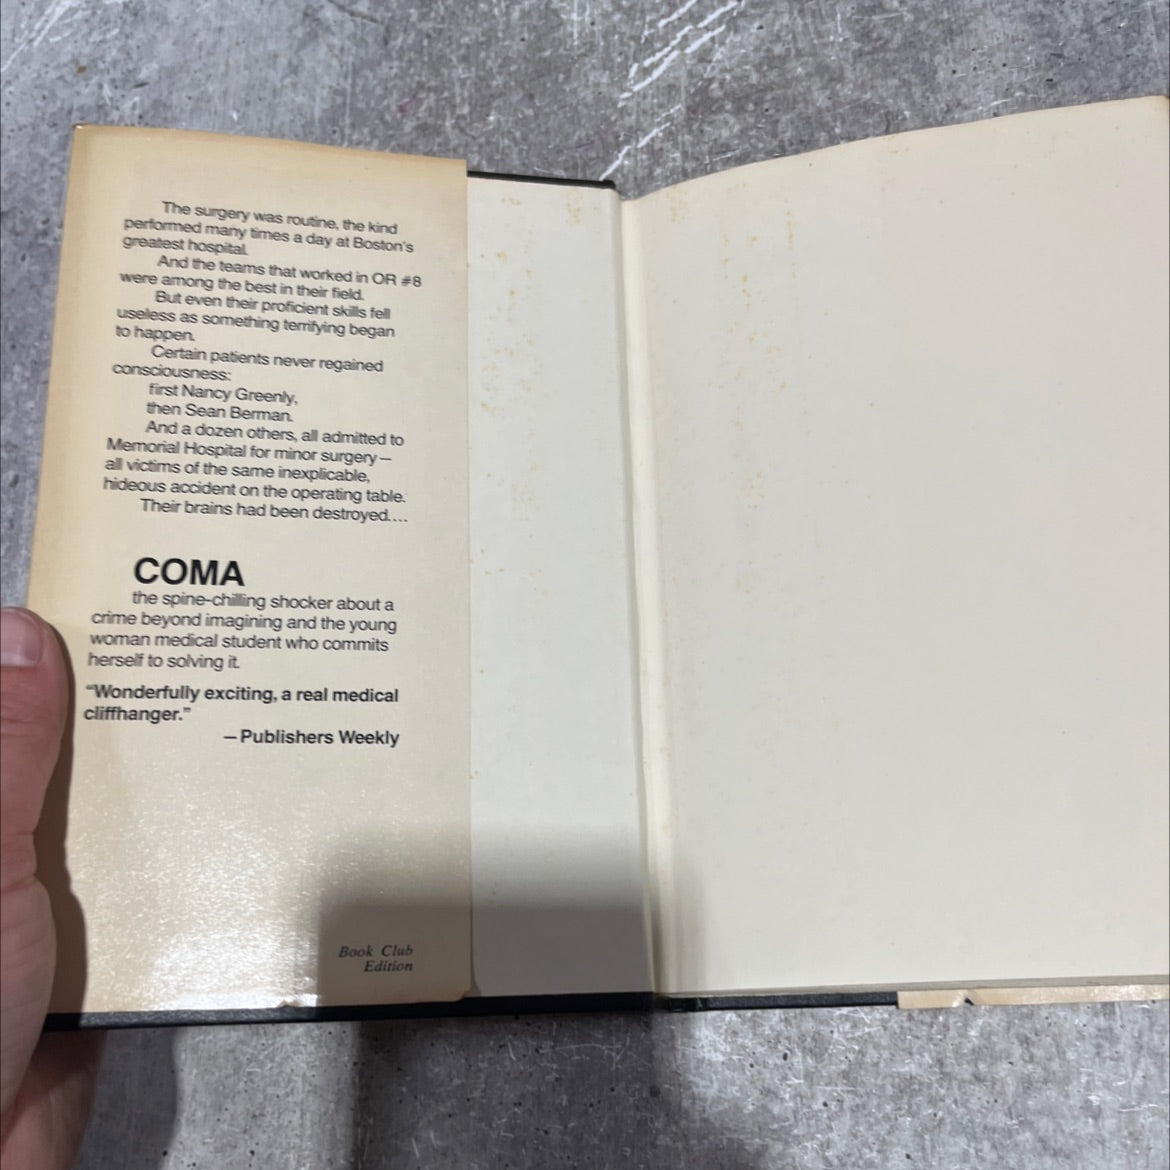 The surgery was routine, the kind
performed many times a day at Boston's
greatest hospital.
And the teams that worked in OR #8
were among the best in their field.
But even their proficient skills fell
useless as something terrifying began
to happen.
Certain patients never regained
consciousness:
first Nancy Greenly,
then Sean Berman.
And a dozen others, all admitted to
Memorial Hospital for minor surgery—
all victims of the same inexplicable,
hideous accident on the operating table.
Their brains had been destroyed....
COMA
the spine-chilling shocker about a
crime beyond imagining and the young
woman medical student who commits
herself to solving it.
“Wonderfully exciting, a real medical
cliffhanger.”
—Publishers Weekly
Book Club
Edition